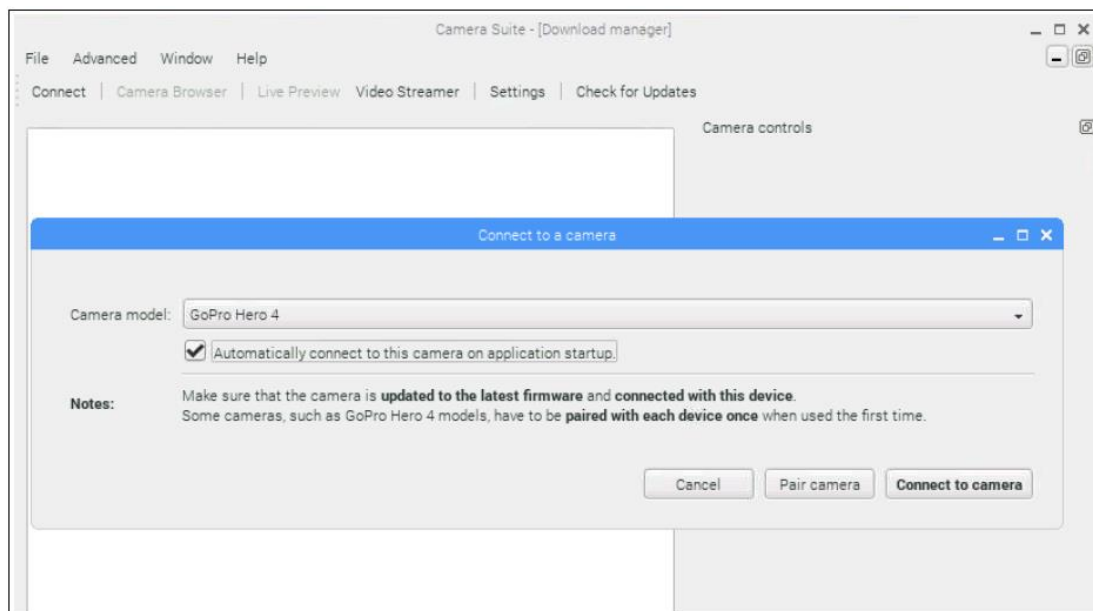 Camera Suite - [Download manager]
File Advanced Window Help
Connect Camera Browser Live Preview Video Streamer Settings Check for Updates
Camera controls
Connect to a camera
Camera model: GoPro Hero 4
Automatically connect to this camera on application startup.
Notes: Make sure that the camera is updated to the latest firmware and connected with this device.
Some cameras, such as GoPro Hero 4 models, have to be paired with each device once when used the first time.
Cancel Pair camera Connect to camera